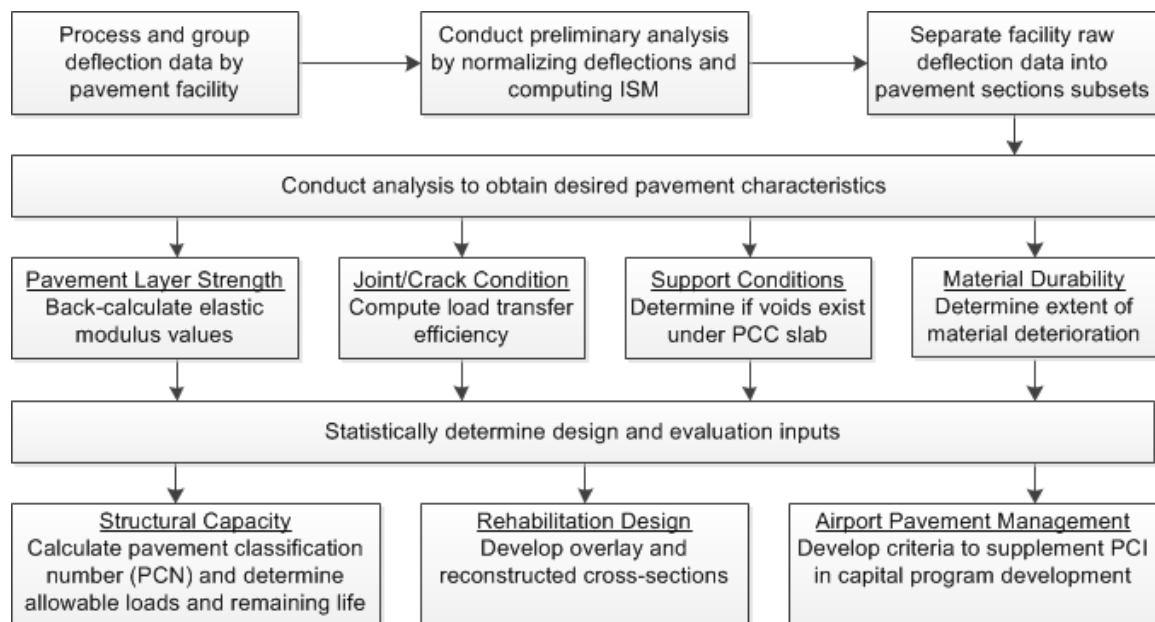 Process and group
deflection data by
pavement facility
Conduct preliminary analysis
by normalizing deflections and
computing ISM
Separate facility raw
deflection data into
pavement sections subsets
Conduct analysis to obtain desired pavement characteristics
Pavement Layer Strength
Back-calculate elastic
modulus values
Joint/Crack Condition
Compute load transfer
efficiency
Support Conditions
Determine if voids exist
under PCC slab
Material Durability
Determine extent of
material deterioration
Statistically determine design and evaluation inputs
Structural Capacity
Calculate pavement classification
number (PCN) and determine
allowable loads and remaining life
Rehabilitation Design
Develop overlay and
reconstructed cross-sections
Airport Pavement Management
Develop criteria to supplement PCI
in capital program development